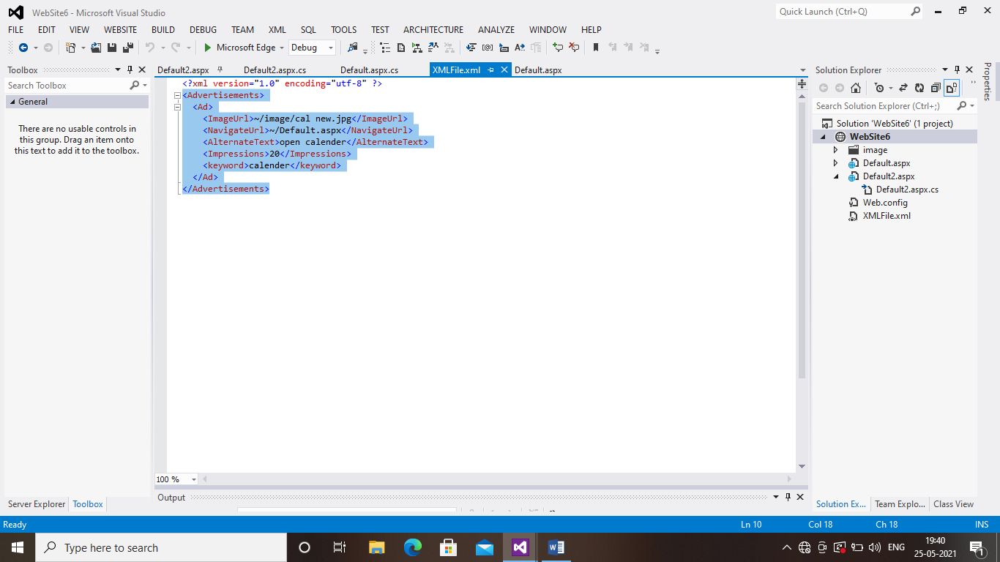 WebSite6 - Microsoft Visual Studio
Quick Launch (Ctrl+Q)
FILE EDIT VIEW WEBSITE BUILD DEBUG TEAM XML SQL TOOLS TEST ARCHITECTURE ANALYZE WINDOW HELP
Microsoft Edge Debug
Toolbox
Search Toolbox
General
There are no usable controls in
this group. Drag an item onto
this text to add it to the toolbox.
Server Explorer Toolbox
Default2.aspx Default2.aspx.cs Default.aspx.cs XMLFile.xml Default.aspx
<?xml version="1.0" encoding="utf-8" ?>
<Advertisements>
<Ad>
<ImageUrl>~/image/cal new.jpg</ImageUrl>
<NavigateUrl>~/Default.aspx</NavigateUrl>
<AlternateText>open calender</AlternateText>
<Impressions>20</Impressions>
<keyword>calender</keyword>
</Ad>
</Advertisements>
100 %
Output
Solution Explorer
Search Solution Explorer (Ctrl+;)
Solution 'WebSite6' (1 project)
WebSite6
image
Default.aspx
Default2.aspx
Default2.aspx.cs
Web.config
XMLFile.xml
Solution Ex... Team Explo... Class View
Properties
Ready Ln 10 Col 18 Ch 18 INS
Type here to search
ENG
19:40
25-05-2021
1